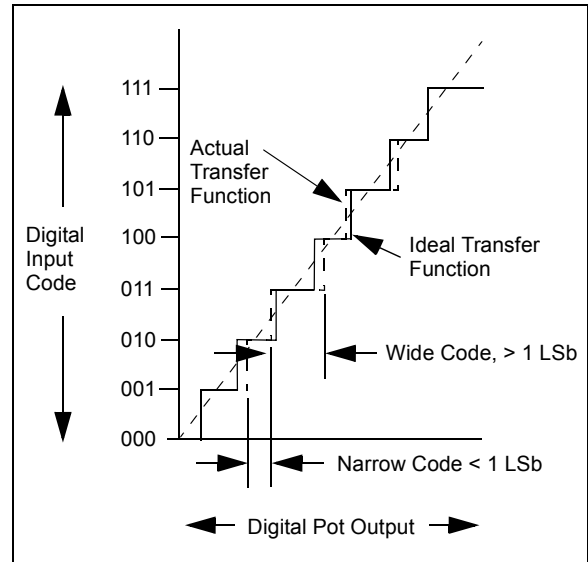 111
110
Actual
Transfer
Function
101
Digital
Input
Code
100
Ideal Transfer
Function
011
010
Wide Code, > 1 LSb
001
000
Narrow Code < 1 LSb
Digital Pot Output